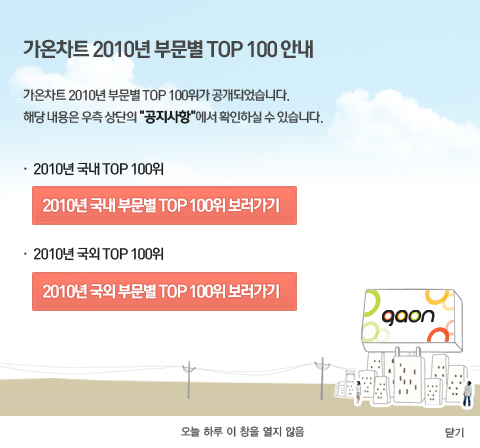 가온차트 2010년 부문별 TOP 100 안내
가온차트 2010년 부문별 TOP 100위가 공개되었습니다.
해당 내용은 우측 상단의 "공지사항"에서 확인하실 수 있습니다.
· 2010년 국내 TOP 100위
2010년 국내 부문별 TOP 100위 보러가기
· 2010년 국외 TOP 100위
2010년 국외 부문별 TOP 100위 보러가기
gaon
오늘 하루 이 창을 열지 않음
닫기